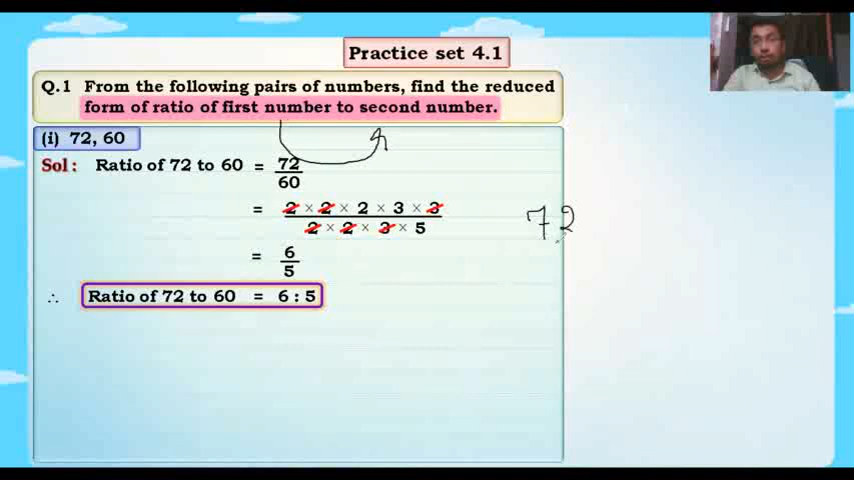 Practice set 4.1
Q.1 From the following pairs of numbers, find the reduced
form of ratio of first number to second number.
(i) 72, 60
Sol : Ratio of 72 to 60 = 72/60
= 2 × 2 × 2 × 3 × 3 / 2 × 2 × 3 × 5
72
= 6/5
∴ Ratio of 72 to 60 = 6 : 5